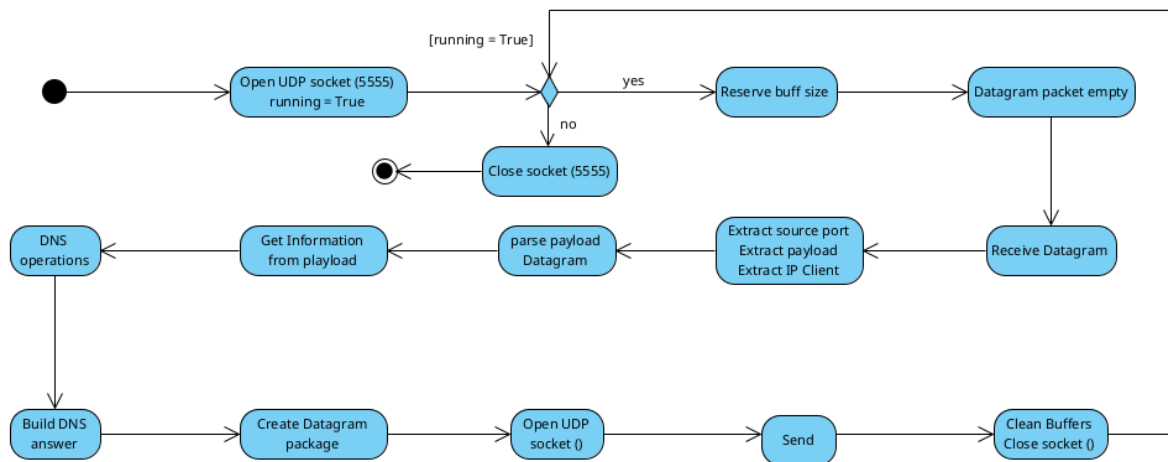 [running = True]
Open UDP socket (5555)
running = True
yes
Reserve buff size
Datagram packet empty
no
Close socket (5555)
DNS
operations
Get Information
from playload
parse payload
Datagram
Extract source port
Extract payload
Extract IP Client
Receive Datagram
Build DNS
answer
Create Datagram
package
Open UDP
socket ()
Send
Clean Buffers
Close socket ()